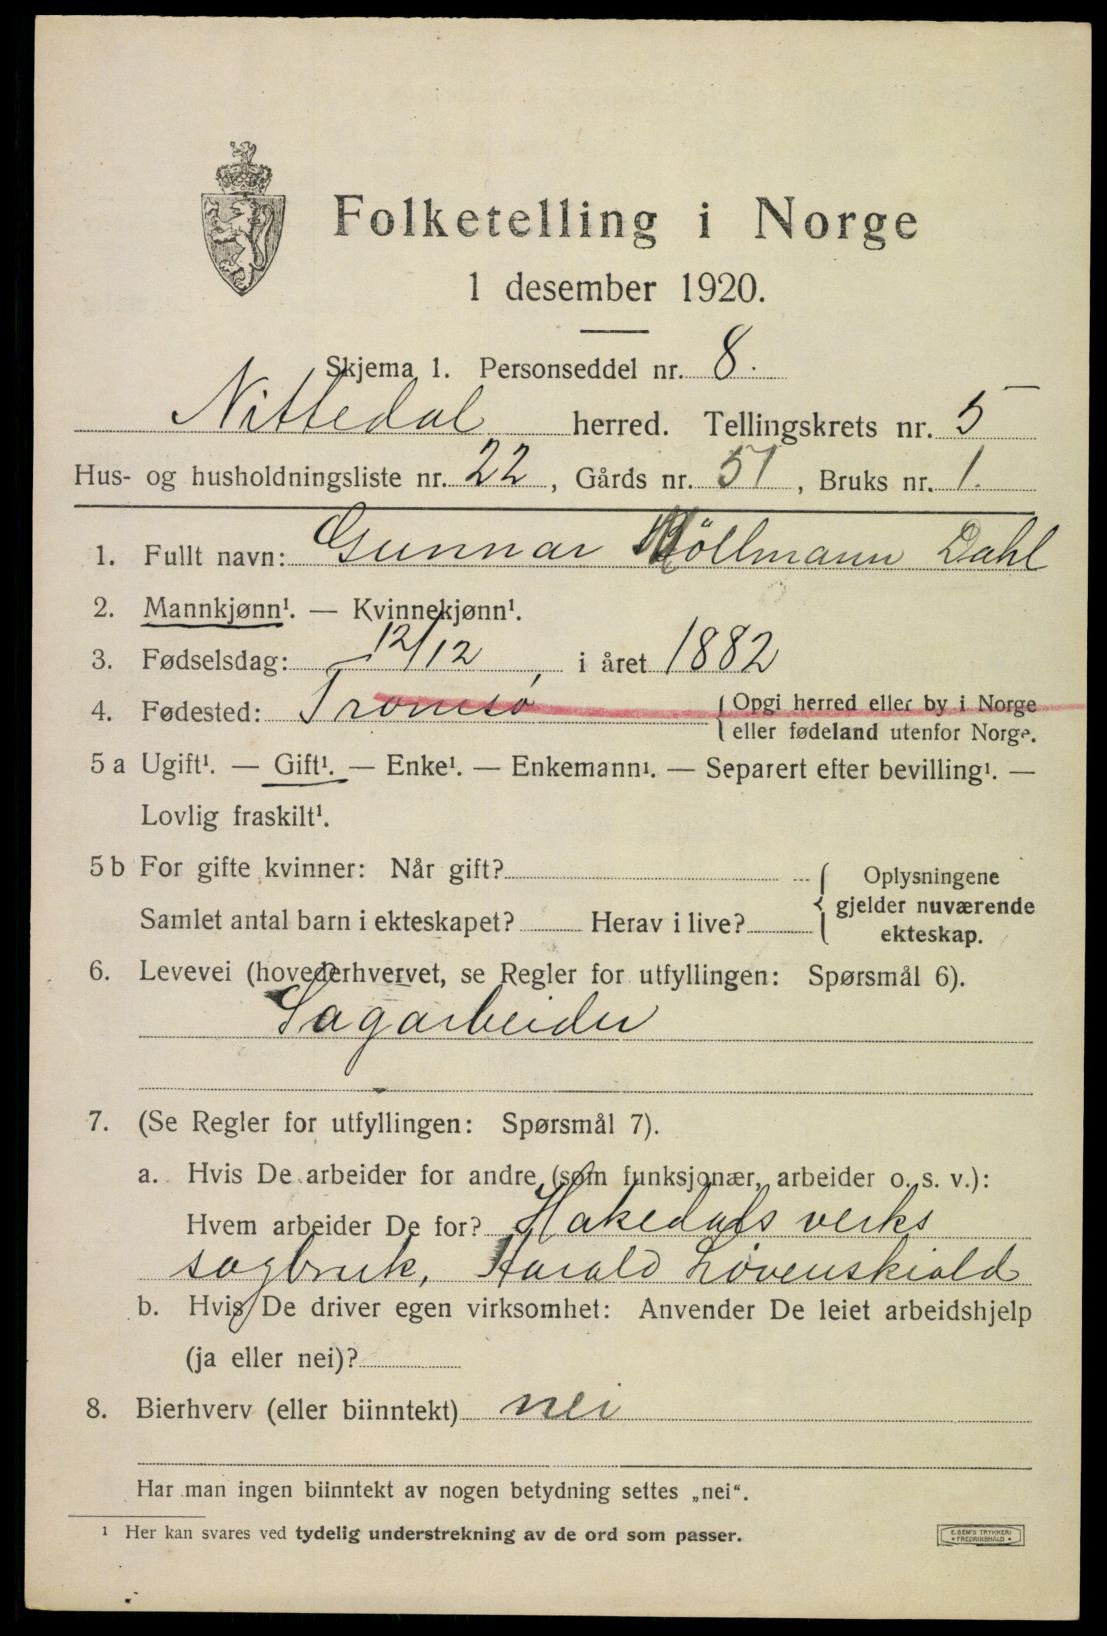 Folketelling i Norge
1 desember 1920.
Skjema 1. Personseddel nr. 8.
Nittedal herred. Tellingskrets nr. 5
Hus- og husholdningsliste nr. 22, Gårds nr. 51, Bruks nr. 1.
1. Fullt navn: Gunnar Möllmann Dahl
2. Mannkjønn¹. — Kvinnekjønn¹.
3. Fødselsdag: 12/12, i året 1882
4. Fødested: Tromsø { Opgi herred eller by i Norge
eller fødeland utenfor Norge.
5 a Ugift¹. — Gift¹. — Enke¹. — Enkemann¹. — Separert efter bevilling¹. —
Lovlig fraskilt¹.
5 b For gifte kvinner: Når gift? { Oplysningene
gjelder nuværende
Samlet antal barn i ekteskapet? Herav i live?
ekteskap.
6. Levevei (hovederhvervet, se Regler for utfyllingen: Spørsmål 6).
Sagarbeider
7. (Se Regler for utfyllingen: Spørsmål 7).
a. Hvis De arbeider for andre (som funksjonær, arbeider o. s. v.):
Hvem arbeider De for? Hakedals verks
sagbruk, Harald Løvenskiold
b. Hvis De driver egen virksomhet: Anvender De leiet arbeidshjelp
(ja eller nei)?
8. Bierhverv (eller biinntekt) nei
Har man ingen biinntekt av nogen betydning settes „nei“.
¹ Her kan svares ved tydelig understrekning av de ord som passer.
E. SEM'S TRYKKERI
• FREDRIKSHALD •